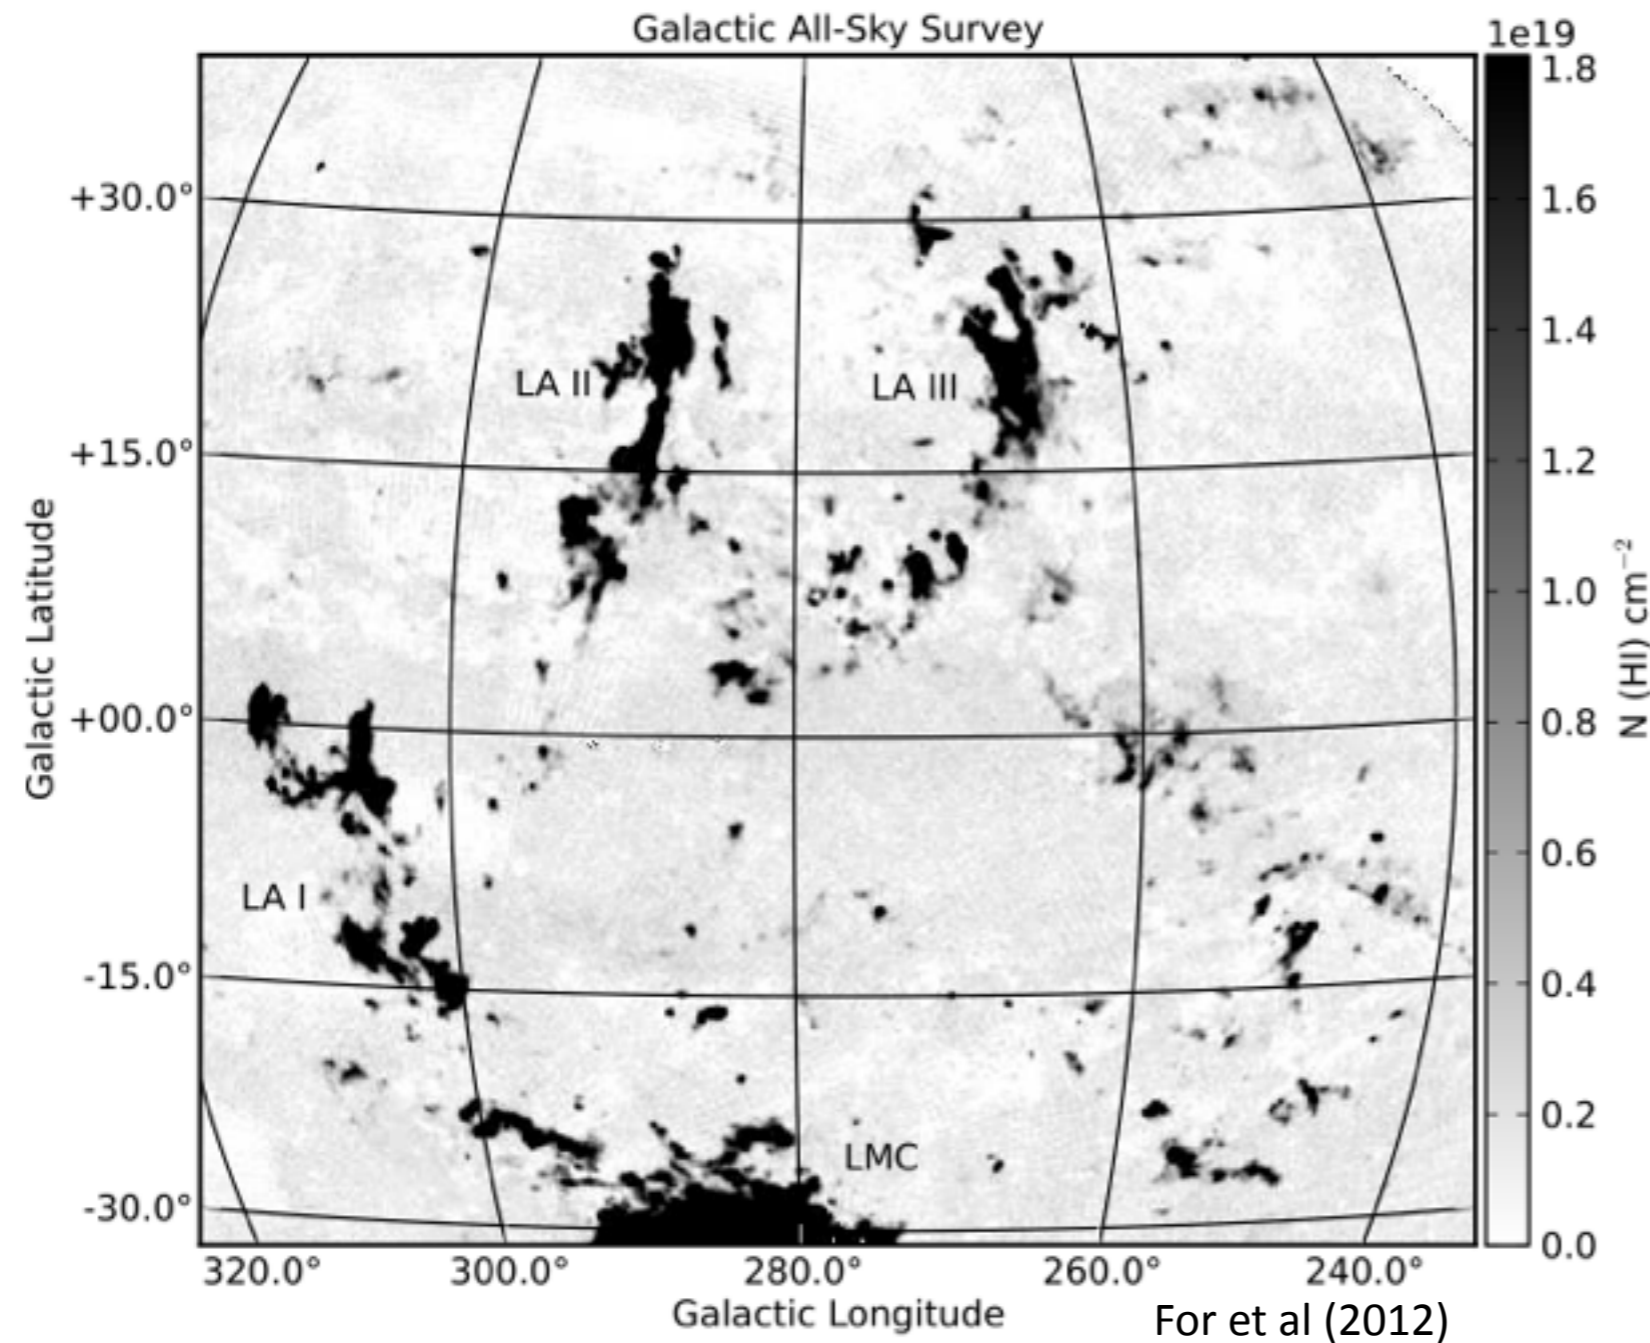 Galactic All-Sky Survey
1e19
1.8
1.6
1.4
1.2
1.0
0.8
0.6
0.4
0.2
0.0
N (HI) cm⁻²
+30.0°
+15.0°
+00.0°
-15.0°
-30.0°
Galactic Latitude
LA II
LA III
LA I
LMC
320.0°
300.0°
280.0°
260.0°
240.0°
Galactic Longitude
For et al (2012)